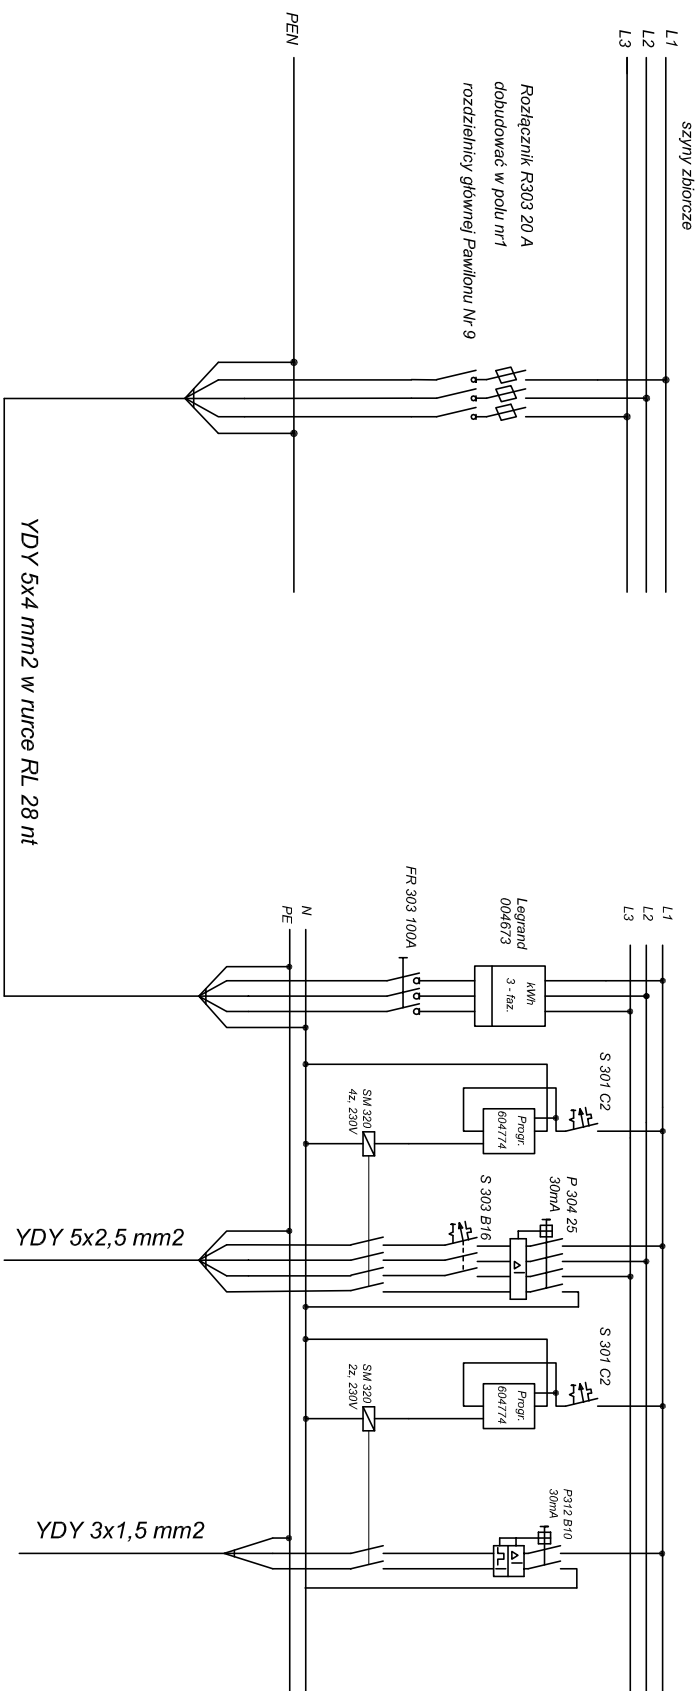 szyny zbiorcze
L1
L2
L3
PEN
Rozłącznik R303 20 A
dobudować w polu nr1
rozdzielnicy głównej Pawilonu Nr 9
YDY 5x4 mm2 w rurce RL 28 nt
L1
L2
L3
N
PE
Legrand
004673
kWh
3 - faz.
FR 303 100A
S 301 C2
Progr.
604774
SM 320
4z, 230V
P 304 25
30mA
S 303 B16
YDY 5x2,5 mm2
S 301 C2
Progr.
604774
SM 320
2z, 230V
P312 B10
30mA
YDY 3x1,5 mm2